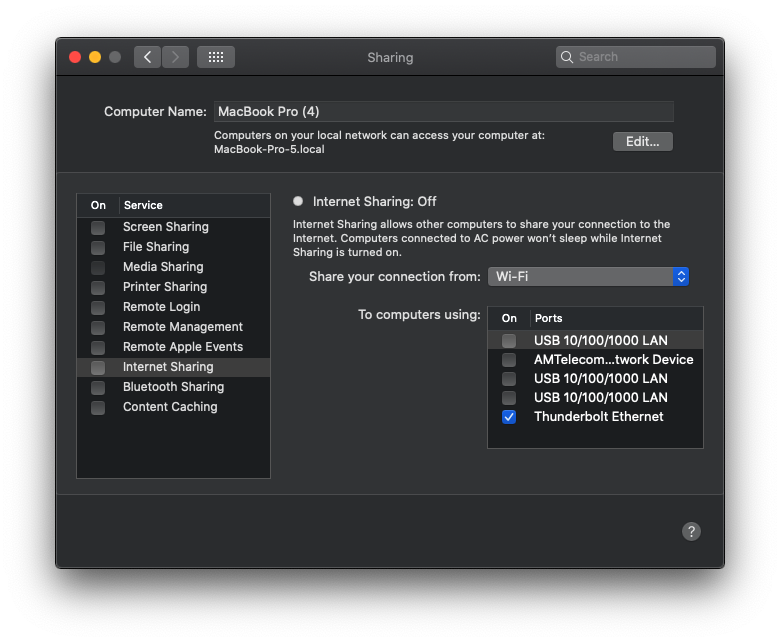 Sharing
Search
Computer Name: MacBook Pro (4)
Computers on your local network can access your computer at:
MacBook-Pro-5.local
Edit...
On Service
Screen Sharing
File Sharing
Media Sharing
Printer Sharing
Remote Login
Remote Management
Remote Apple Events
Internet Sharing
Bluetooth Sharing
Content Caching
Internet Sharing: Off
Internet Sharing allows other computers to share your connection to the
Internet. Computers connected to AC power won't sleep while Internet
Sharing is turned on.
Share your connection from: Wi-Fi
To computers using:
On Ports
USB 10/100/1000 LAN
AMTelecom...twork Device
USB 10/100/1000 LAN
USB 10/100/1000 LAN
Thunderbolt Ethernet
?